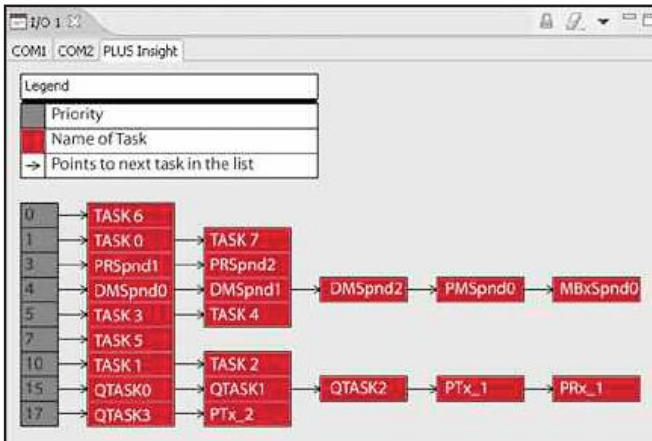 I/O 1
COM1 COM2 PLUS Insight
Legend
Priority
Name of Task
→ Points to next task in the list
0 → TASK 6
1 → TASK 0 → TASK 7
3 → PRSpnd1 → PRSpnd2
4 → DMSpnd0 → DMSpnd1 → DMSpnd2 → PMSpnd0 → MBxSpnd0
5 → TASK 3 → TASK 4
7 → TASK 5
10 → TASK 1 → TASK 2
15 → QTASK0 → QTASK1 → QTASK2 → PTx_1 → PRx_1
17 → QTASK3 → PTx_2